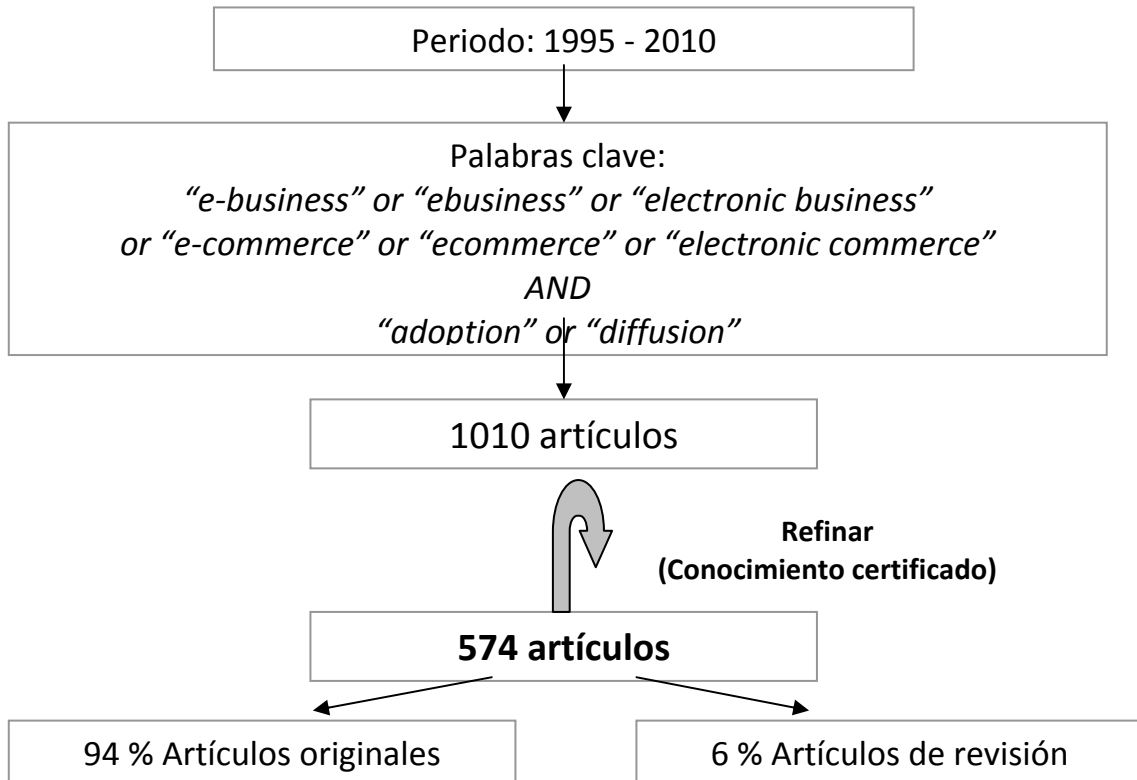 Periodo: 1995 - 2010
Palabras clave:
“e-business” or “ebusiness” or “electronic business”
or “e-commerce” or “ecommerce” or “electronic commerce”
AND
“adoption” or “diffusion”
1010 artículos
Refinar
(Conocimiento certificado)
574 artículos
94 % Artículos originales
6 % Artículos de revisión